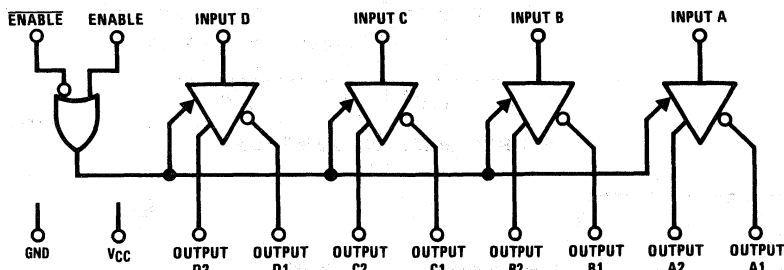 ENABLE ENABLE INPUT D INPUT C INPUT B INPUT A
GND VCC OUTPUT OUTPUT OUTPUT OUTPUT OUTPUT OUTPUT OUTPUT OUTPUT
D2 D1 C2 C1 B2 B1 A2 A1